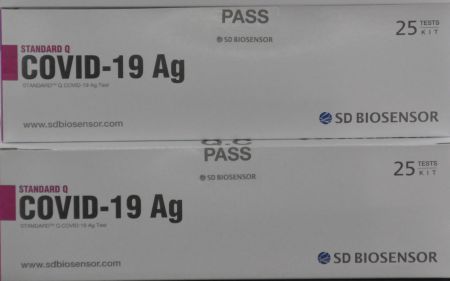 PASS
SD BIOSENSOR
25 TESTS KIT
STANDARD Q
COVID-19 Ag
STANDARD™ Q COVID-19 Ag Test
www.sdbiosensor.com
SD BIOSENSOR
Q.C
PASS
SD BIOSENSOR
25 TESTS KIT
STANDARD Q
COVID-19 Ag
STANDARD™ Q COVID-19 Ag Test
www.sdbiosensor.com
SD BIOSENSOR